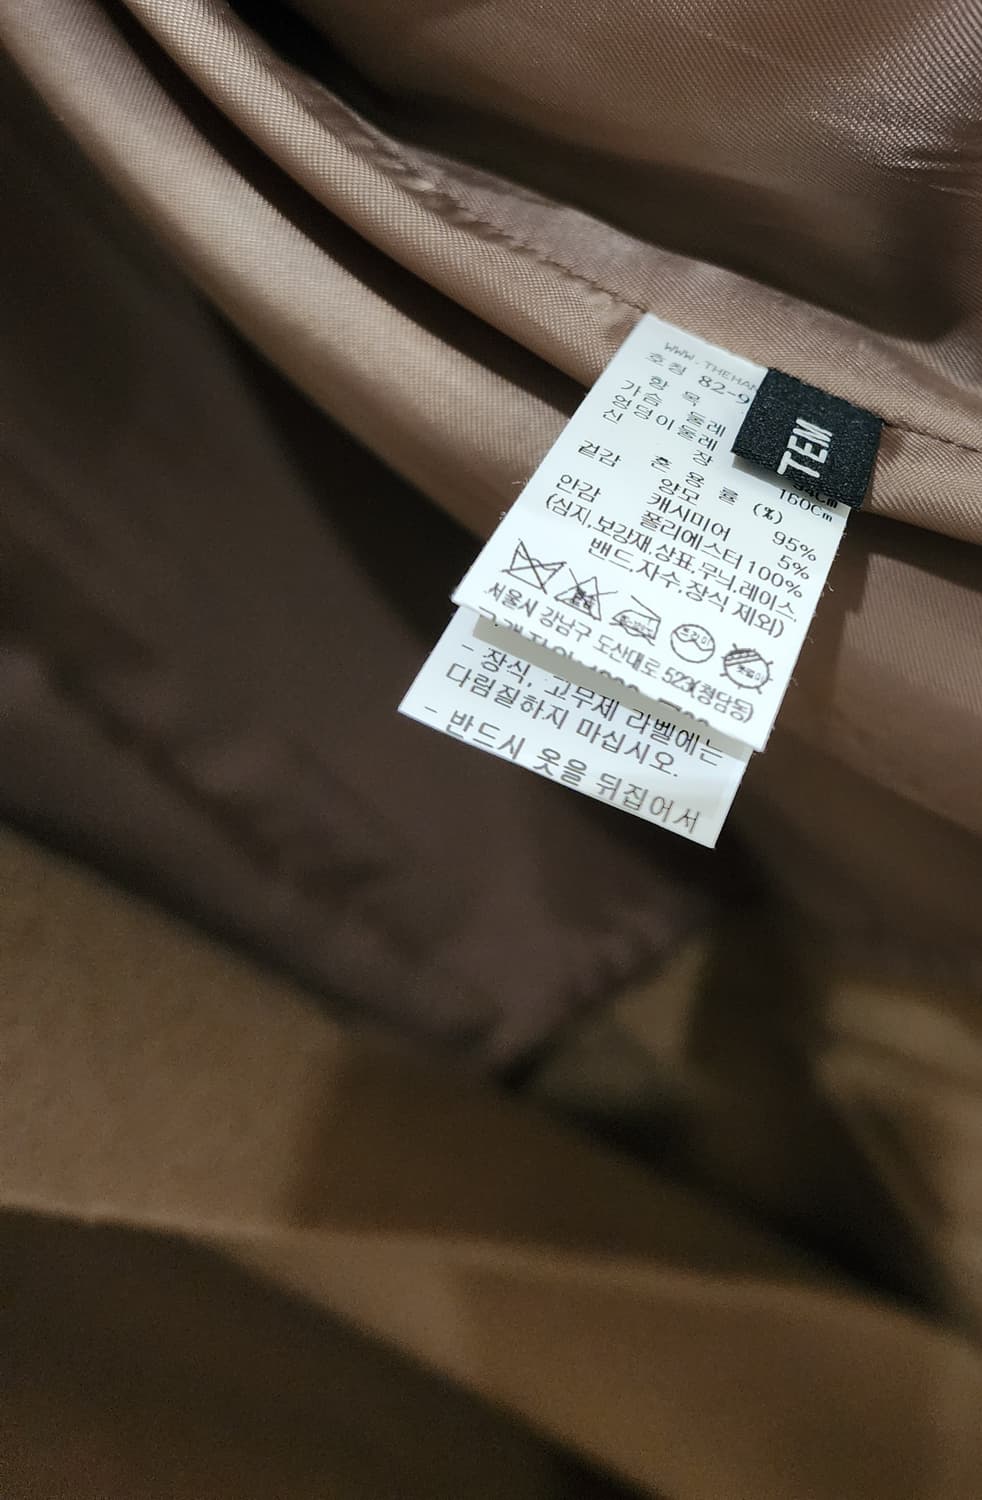 WWW.THEHAN
호칭 82-9
항목
가슴둘레
엉덩이둘레
신장
160Cm
혼용률 (%)
겉감 양모 95%
캐시미어 5%
안감 폴리에스터 100%
(심지,보강재,상표,무늬,레이스,
밴드,자수,장식 제외)
서울시 강남구 도산대로 523(청담동)
- 장식, 고무제 라벨에는
다림질하지 마십시오.
- 반드시 옷을 뒤집어서
TEN